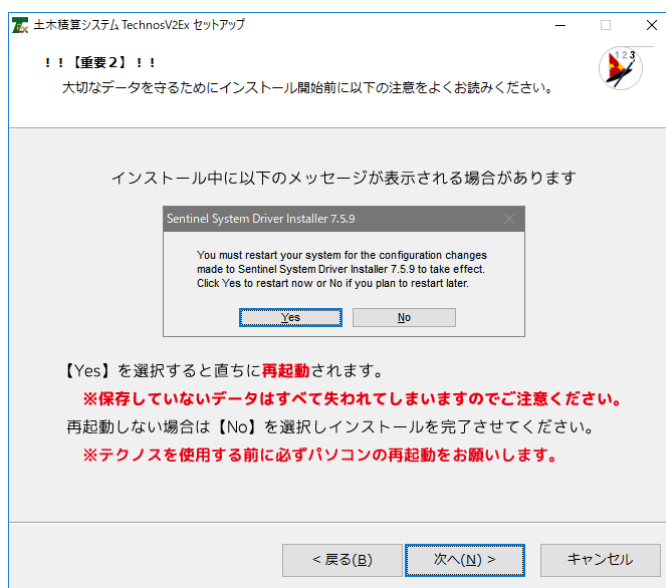 土木積算システム TechnosV2Ex セットアップ
！！【重要２】！！
大切なデータを守るためにインストール開始前に以下の注意をよくお読みください。
1 2 3
インストール中に以下のメッセージが表示される場合があります
Sentinel System Driver Installer 7.5.9
You must restart your system for the configuration changes
made to Sentinel System Driver Installer 7.5.9 to take effect.
Click Yes to restart now or No if you plan to restart later.
Yes
No
【Yes】を選択すると直ちに再起動されます。
※保存していないデータはすべて失われてしまいますのでご注意ください。
再起動しない場合は【No】を選択しインストールを完了させてください。
※テクノスを使用する前に必ずパソコンの再起動をお願いします。
< 戻る(B)
次へ(N) >
キャンセル